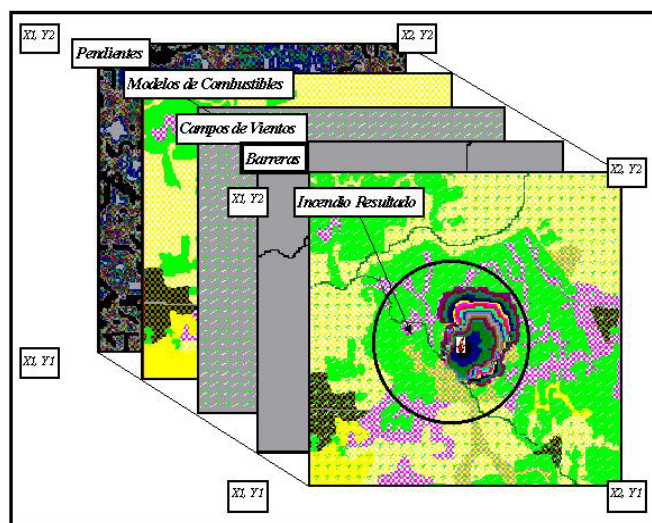 X1, Y2
X2, Y2
Pendientes
Modelos de Combustibles
Campos de Vientos
Barreras
X2, Y2
X1, Y2
Incendio Resultado
X1, Y1
X1, Y1
X2, Y1